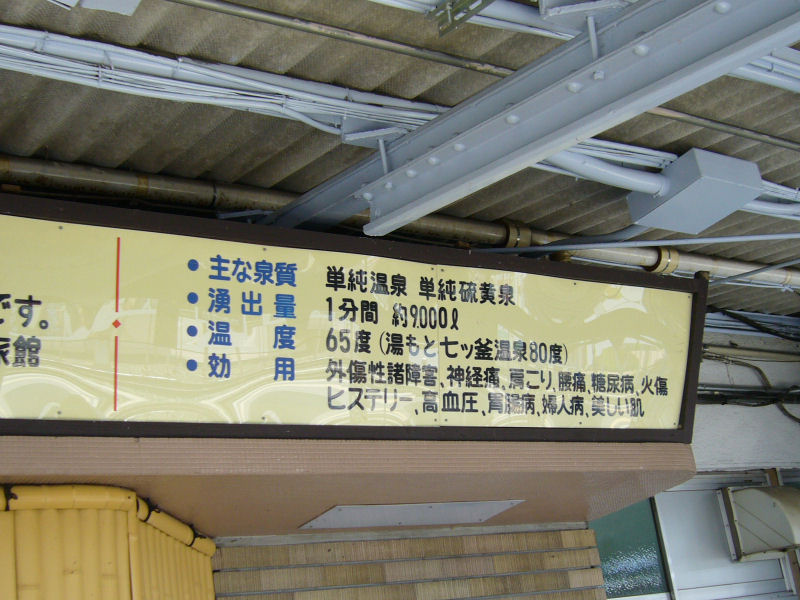 です。
旅館
• 主な泉質 単純温泉 単純硫黄泉
• 湧出量 1分間 約9,000ℓ
• 温度 65度(湯もと七ッ釜温泉80度)
• 効用 外傷性諸障害、神経痛、肩こり、腰痛、糖尿病、火傷
ヒステリー、高血圧、胃腸病、婦人病、美しい肌